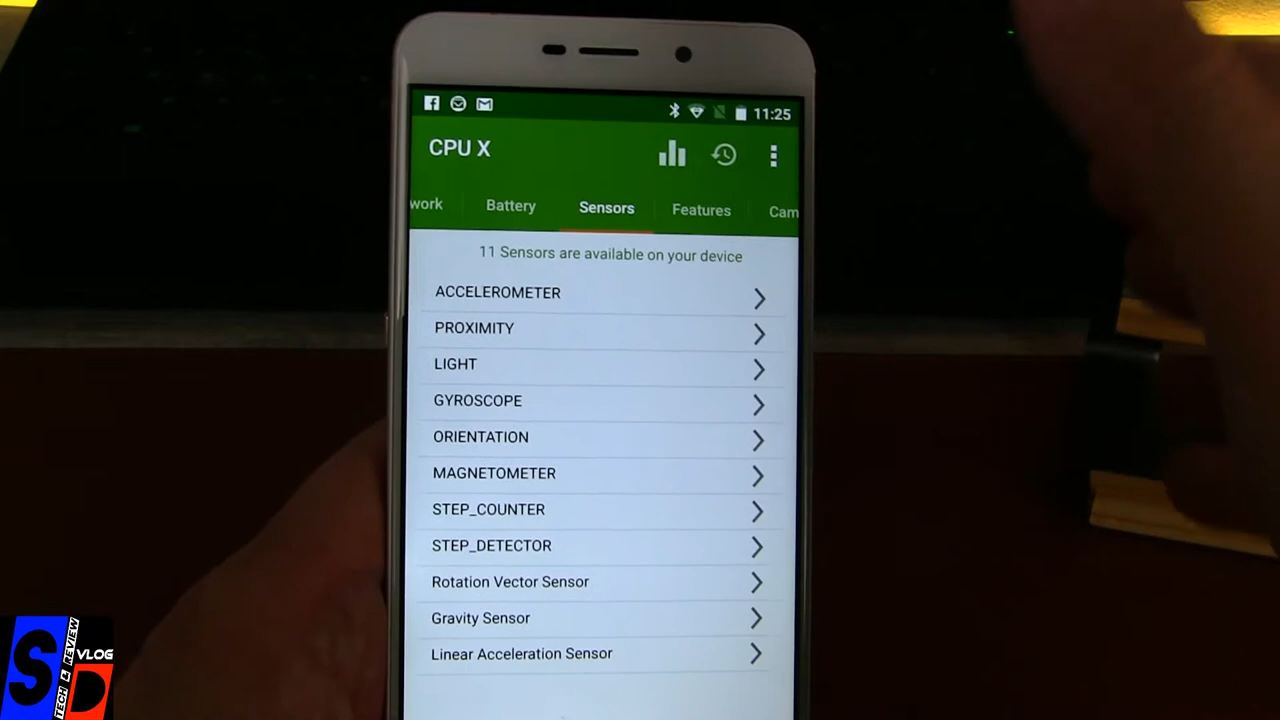 11:25
CPU X
work Battery Sensors Features Cam
11 Sensors are available on your device
ACCELEROMETER
PROXIMITY
LIGHT
GYROSCOPE
ORIENTATION
MAGNETOMETER
STEP_COUNTER
STEP_DETECTOR
Rotation Vector Sensor
Gravity Sensor
Linear Acceleration Sensor
SD
TECH & REVIEW
VLOG